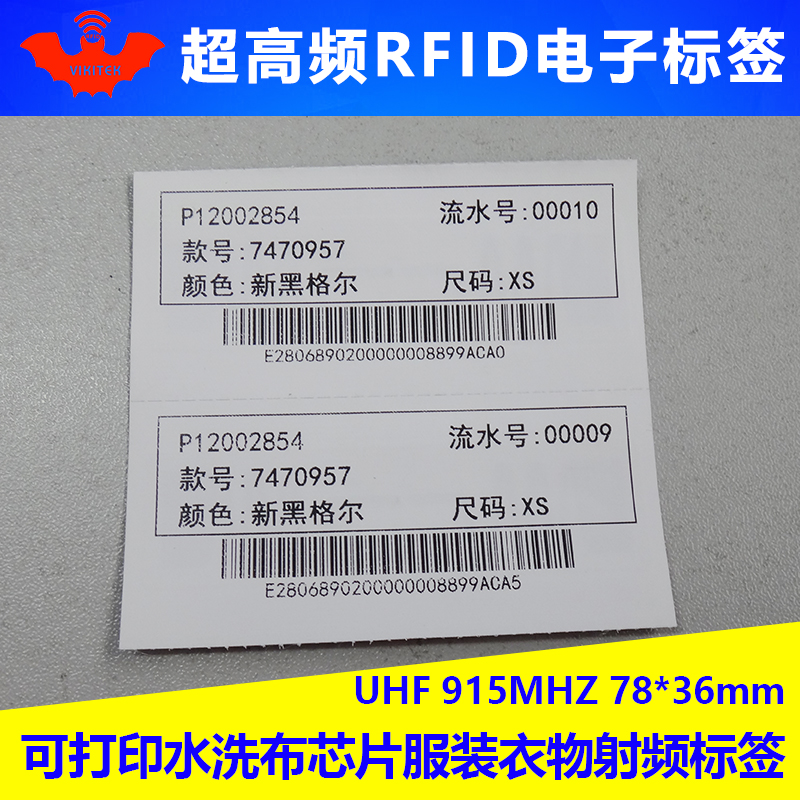 VIKITEK
超高频RFID电子标签
P12002854 流水号:00010
款号:7470957
颜色:新黑格尔 尺码:XS
E28068902000000008899ACA0
P12002854 流水号:00009
款号:7470957
颜色:新黑格尔 尺码:XS
E28068902000000008899ACA5
UHF 915MHZ 78*36mm
可打印水洗布芯片服装衣物射频标签